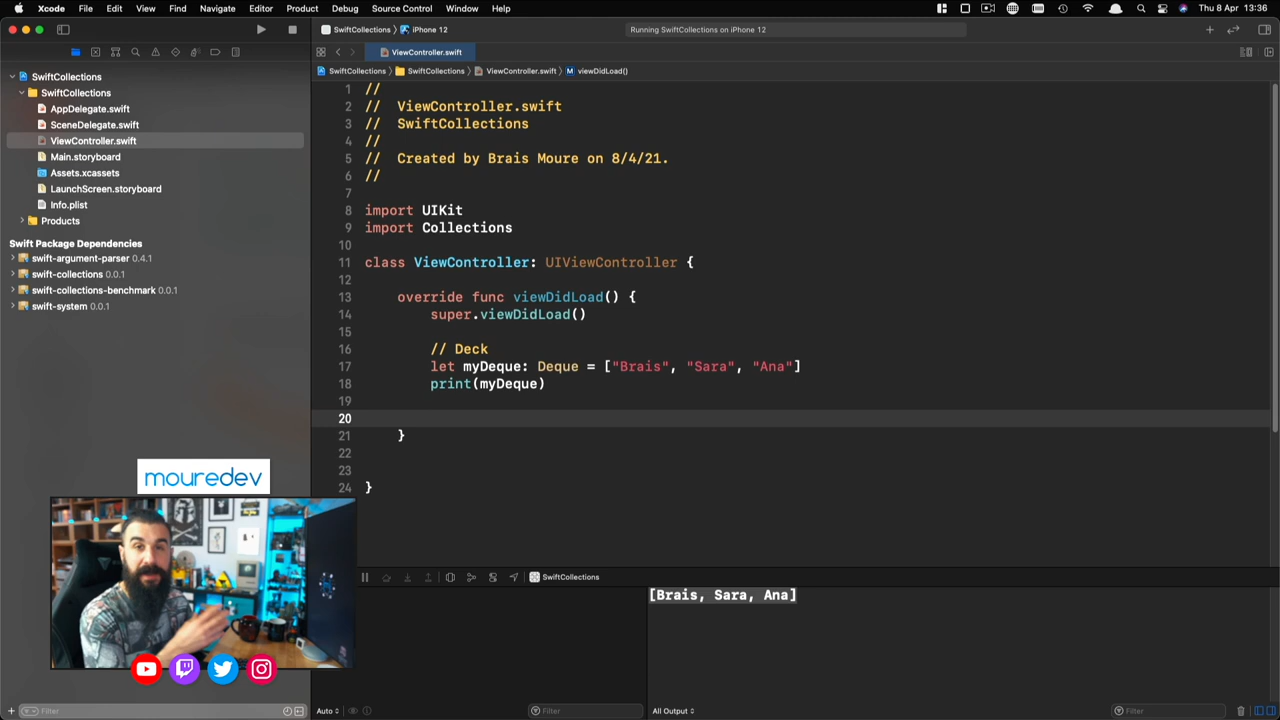 Xcode File Edit View Find Navigate Editor Product Debug Source Control Window Help Thu 8 Apr 13:36
SwiftCollections iPhone 12 Running SwiftCollections on iPhone 12
ViewController.swift
SwiftCollections SwiftCollections ViewController.swift M viewDidLoad()
SwiftCollections
SwiftCollections
AppDelegate.swift
SceneDelegate.swift
ViewController.swift
Main.storyboard
Assets.xcassets
LaunchScreen.storyboard
Info.plist
Products
Swift Package Dependencies
swift-argument-parser 0.4.1
swift-collections 0.0.1
swift-collections-benchmark 0.0.1
swift-system 0.0.1
1 //
2 // ViewController.swift
3 // SwiftCollections
4 //
5 // Created by Brais Moure on 8/4/21.
6 //
7
8 import UIKit
9 import Collections
10
11 class ViewController: UIViewController {
12
13 override func viewDidLoad() {
14 super.viewDidLoad()
15
16 // Deck
17 let myDeque: Deque = ["Brais", "Sara", "Ana"]
18 print(myDeque)
19
20
21 }
22
23
24 }
mouredev
SwiftCollections
[Brais, Sara, Ana]
Filter
Auto
Filter
All Output
Filter